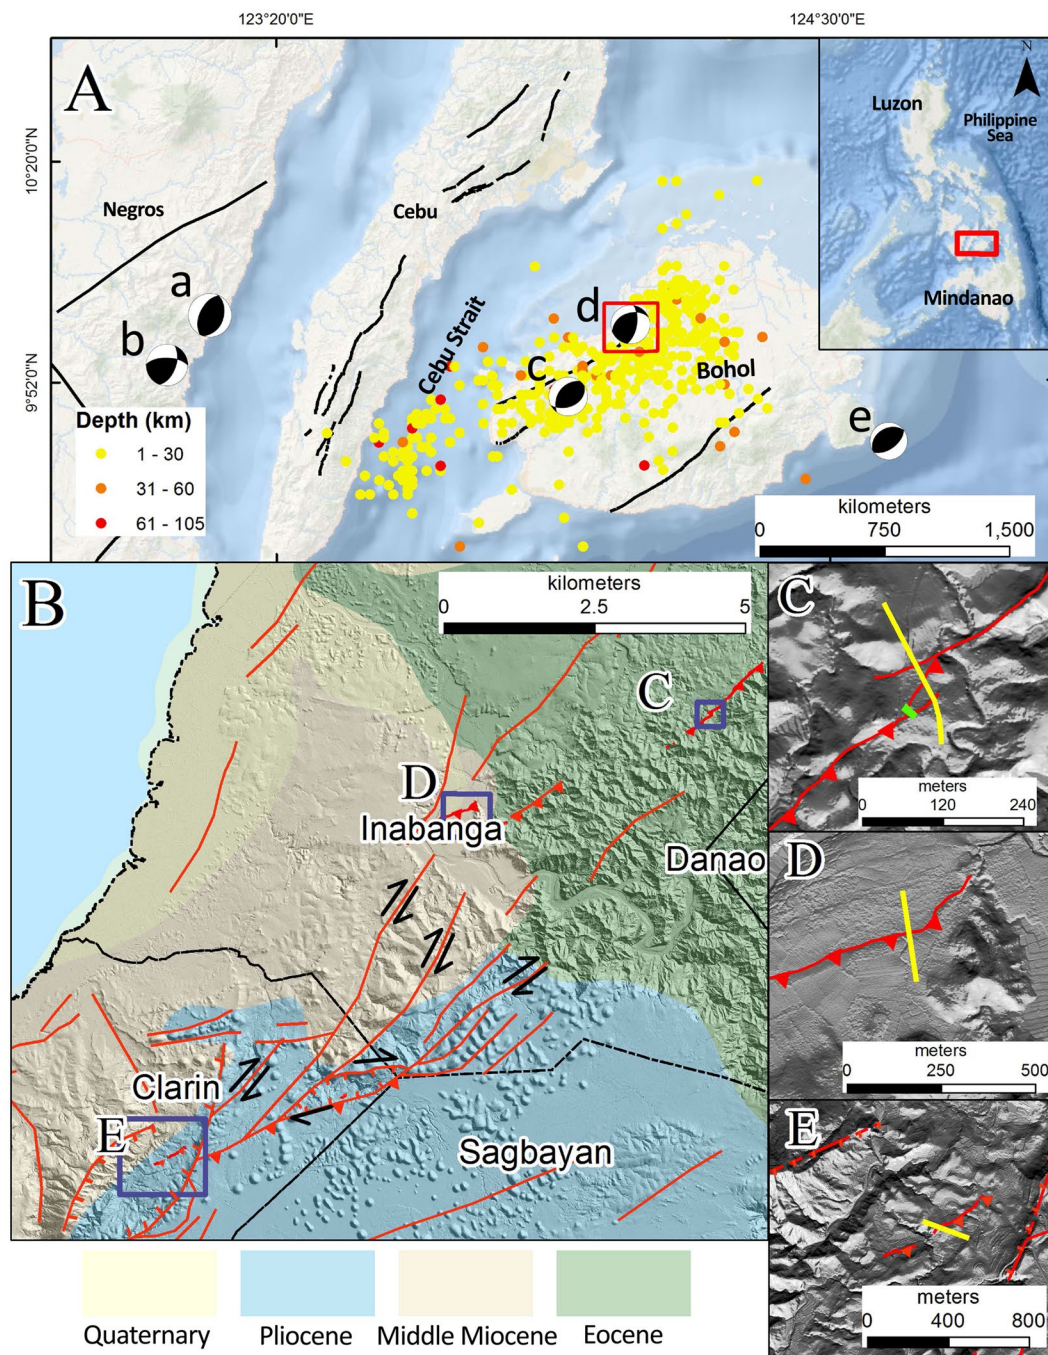 123°20'0"E
124°30'0"E
A
N
Luzon
Philippine
Sea
Mindanao
10°20'0"N
9°52'0"N
Negros
Cebu
Cebu Strait
Bohol
a
b
c
d
e
Depth (km)
1 - 30
31 - 60
61 - 105
kilometers
0 750 1,500
B
kilometers
0 2.5 5
C
D
Inabanga
Danao
Clarin
E
Sagbayan
C
meters
0 120 240
D
meters
0 250 500
E
meters
0 400 800
Quaternary
Pliocene
Middle Miocene
Eocene